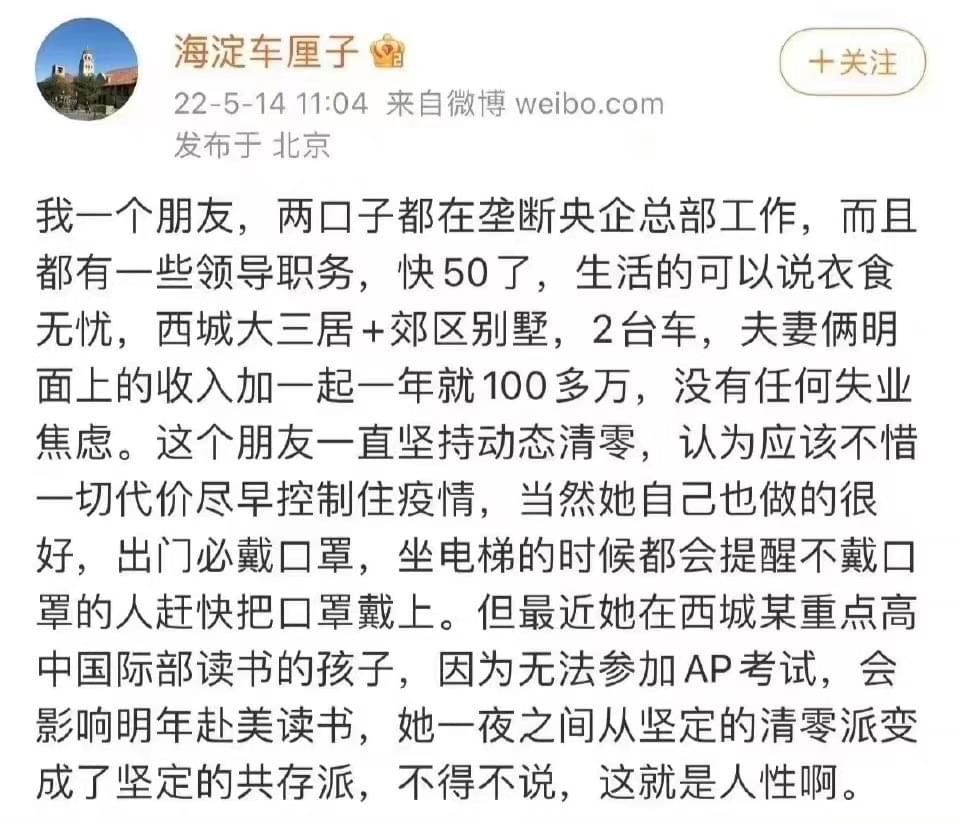 海淀车厘子
+关注
22-5-14 11:04 来自微博 weibo.com
发布于 北京
我一个朋友，两口子都在垄断央企总部工作，而且
都有一些领导职务，快50了，生活的可以说衣食
无忧，西城大三居+郊区别墅，2台车，夫妻俩明
面上的收入加一起一年就100多万，没有任何失业
焦虑。这个朋友一直坚持动态清零，认为应该不惜
一切代价尽早控制住疫情，当然她自己也做的很
好，出门必戴口罩，坐电梯的时候都会提醒不戴口
罩的人赶快把口罩戴上。但最近她在西城某重点高
中国际部读书的孩子，因为无法参加AP考试，会
影响明年赴美读书，她一夜之间从坚定的清零派变
成了坚定的共存派，不得不说，这就是人性啊。